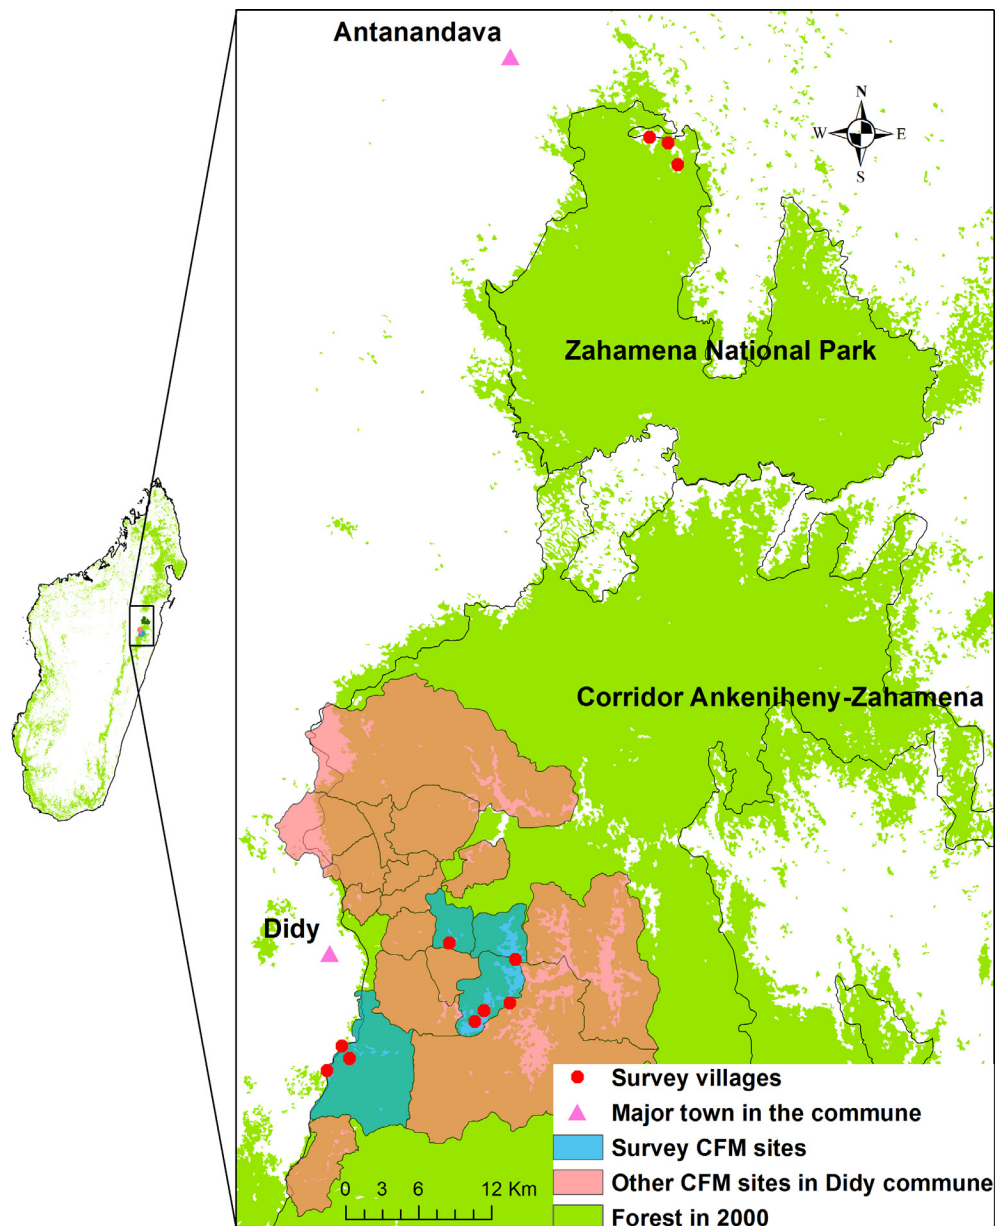 Antanandava
N
W
E
S
Zahamena National Park
Corridor Ankeniheny-Zahamena
Didy
Survey villages
Major town in the commune
Survey CFM sites
Other CFM sites in Didy commune
Forest in 2000
0 3 6 12 Km